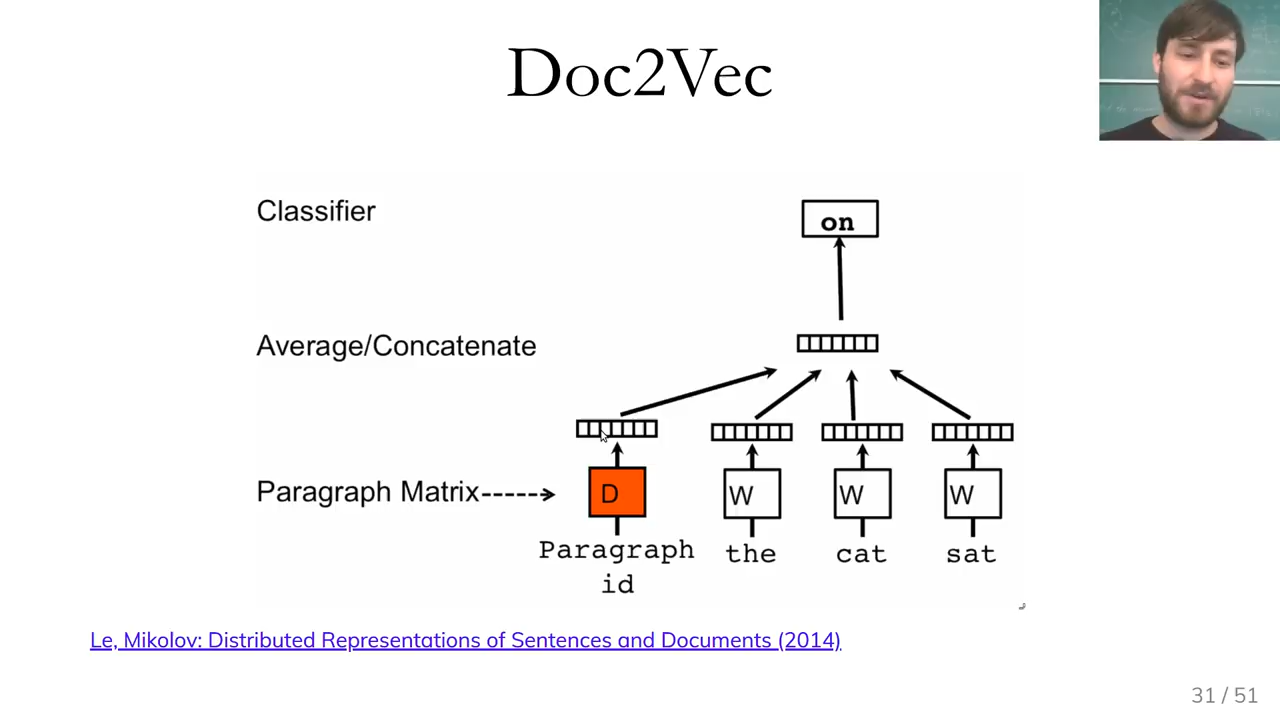 Doc2Vec
Classifier
on
Average/Concatenate
Paragraph Matrix
D
W
W
W
Paragraph
id
the
cat
sat
Le, Mikolov: Distributed Representations of Sentences and Documents (2014)
31 / 51